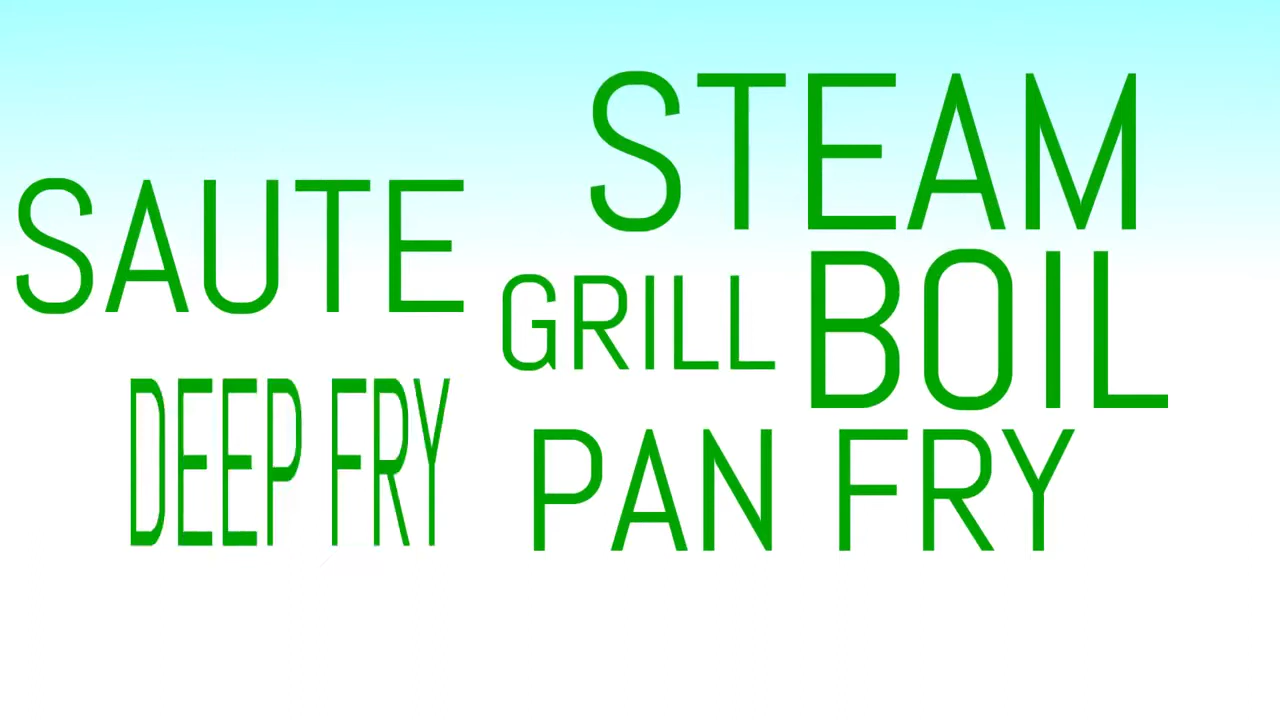 STEAM
SAUTE
GRILL
BOIL
DEEP FRY
PAN FRY